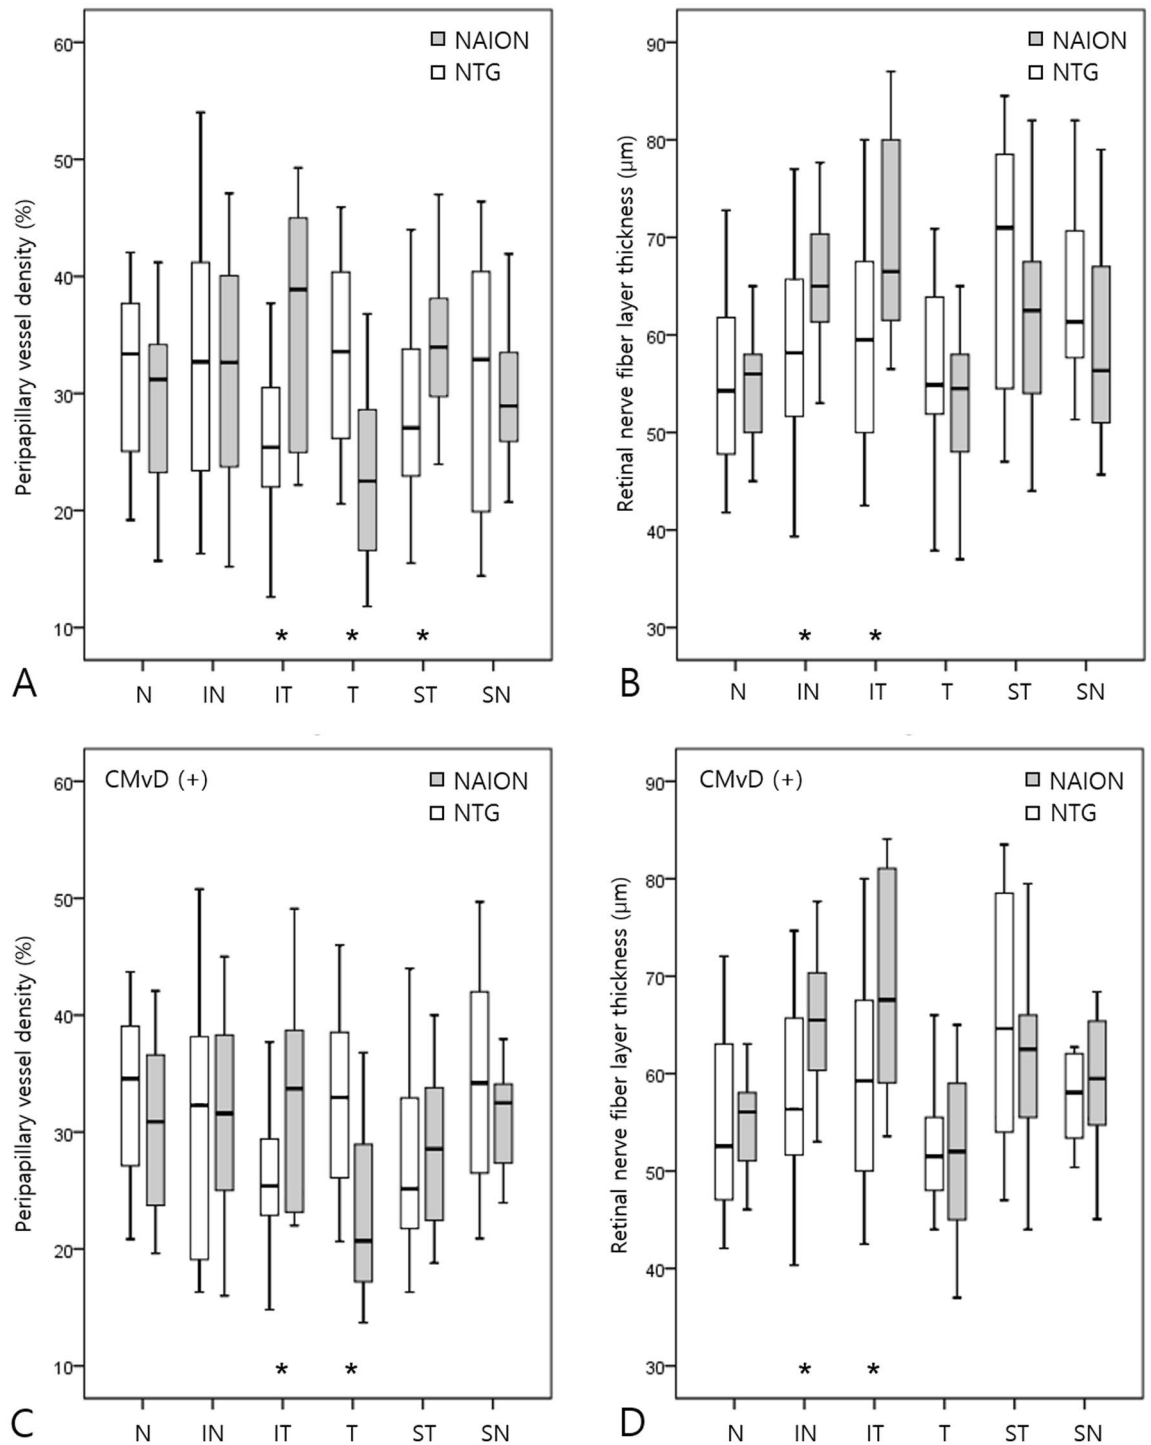 NAION
NTG
60
50
40
30
20
10
Peripapillary vessel density (%)
* * *
N IN IT T ST SN
A
NAION
NTG
90
80
70
60
50
40
30
Retinal nerve fiber layer thickness (μm)
* *
N IN IT T ST SN
B
CMvD (+)
NAION
NTG
60
50
40
30
20
10
Peripapillary vessel density (%)
* *
N IN IT T ST SN
C
CMvD (+)
NAION
NTG
90
80
70
60
50
40
30
Retinal nerve fiber layer thickness (μm)
* *
N IN IT T ST SN
D